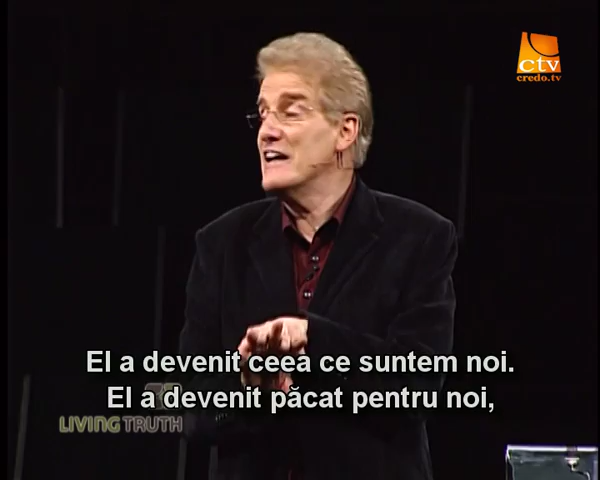 ctv
credo.tv
El a devenit ceea ce suntem noi.
El a devenit păcat pentru noi,
LIVING TRUTH